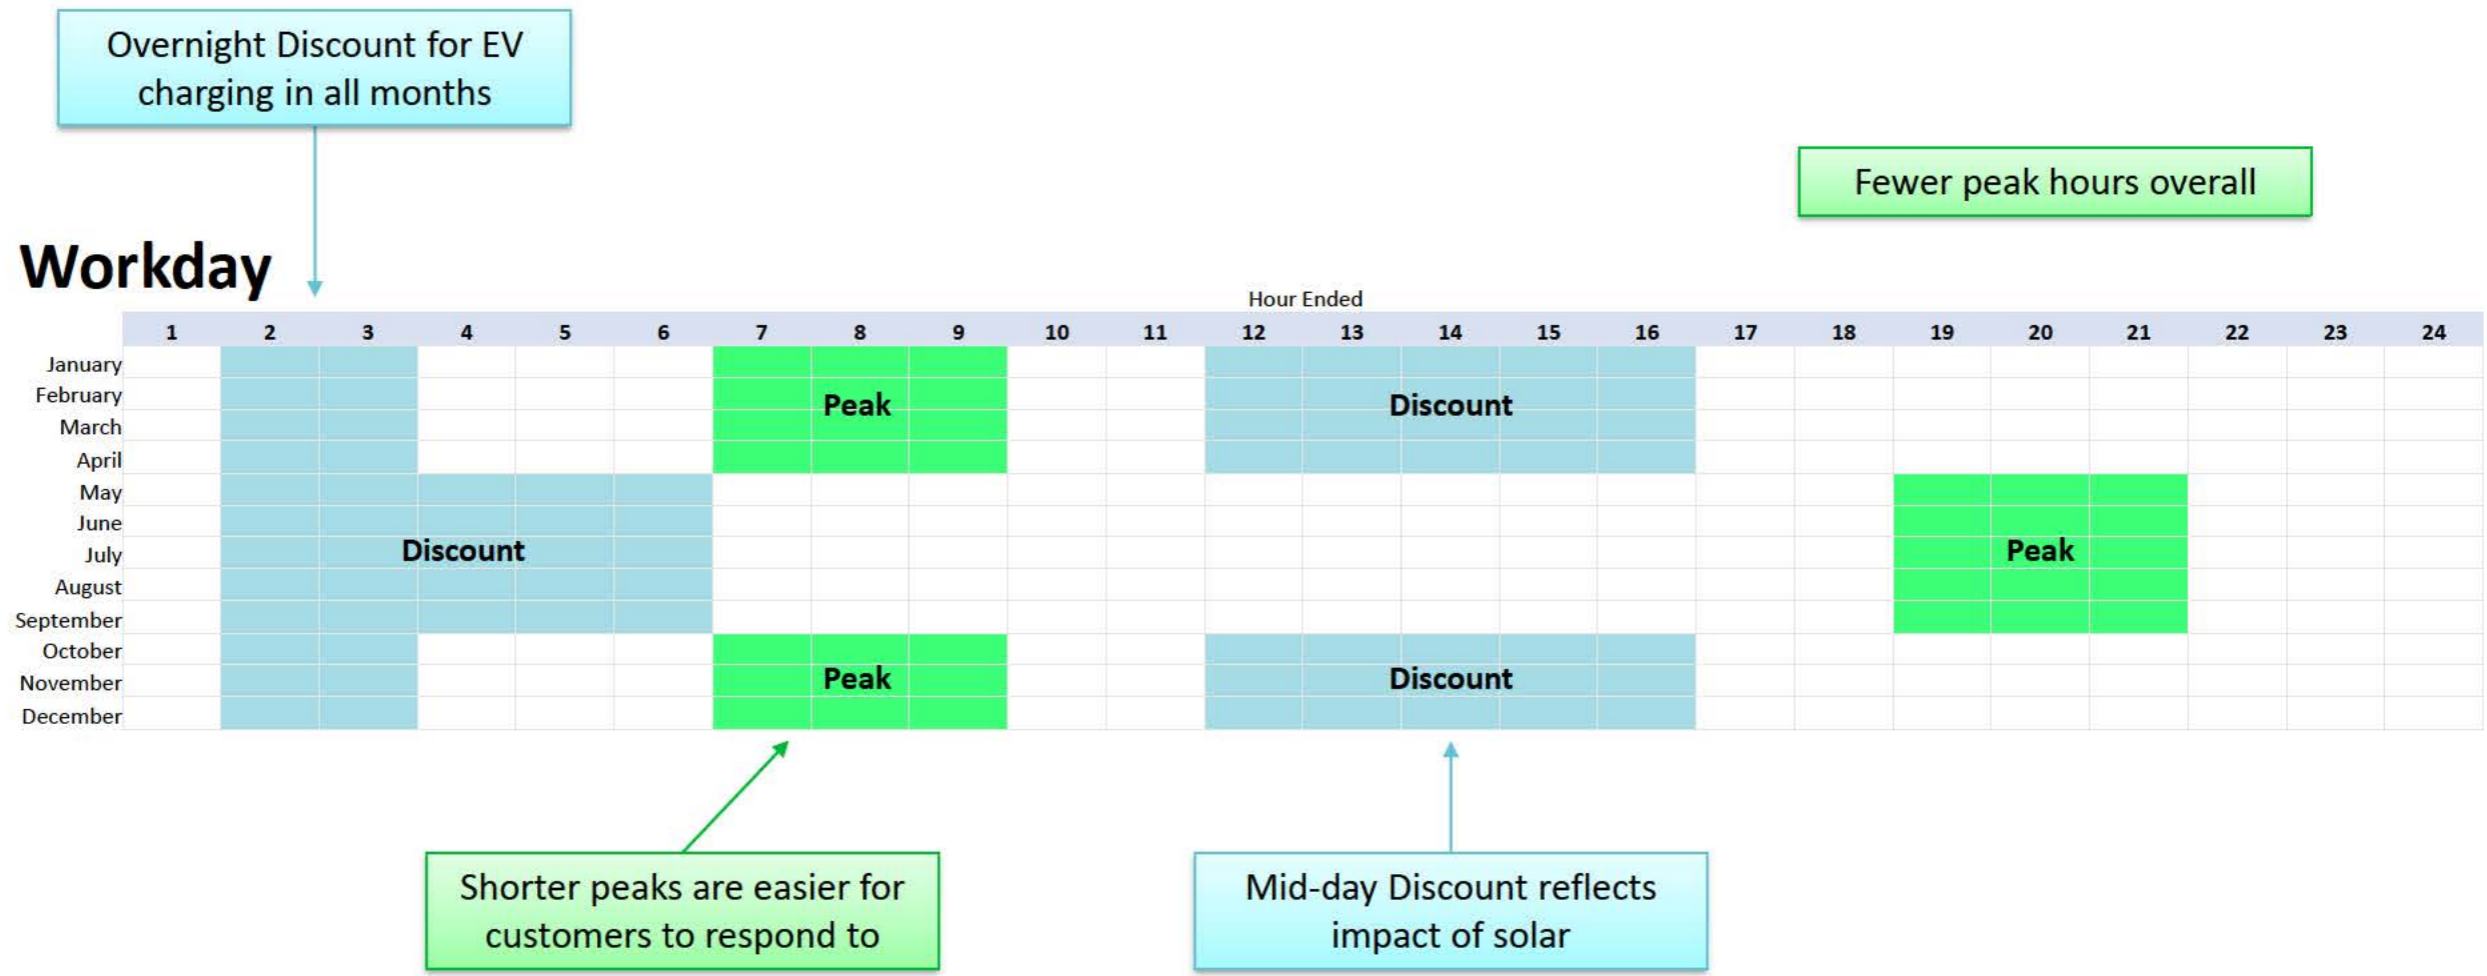 Overnight Discount for EV
charging in all months
Fewer peak hours overall
Workday
Hour Ended
1 2 3 4 5 6 7 8 9 10 11 12 13 14 15 16 17 18 19 20 21 22 23 24
January
February
Peak Discount
March
April
May
June
July
Discount Peak
August
September
October
November
Peak Discount
December
Shorter peaks are easier for
customers to respond to
Mid-day Discount reflects
impact of solar